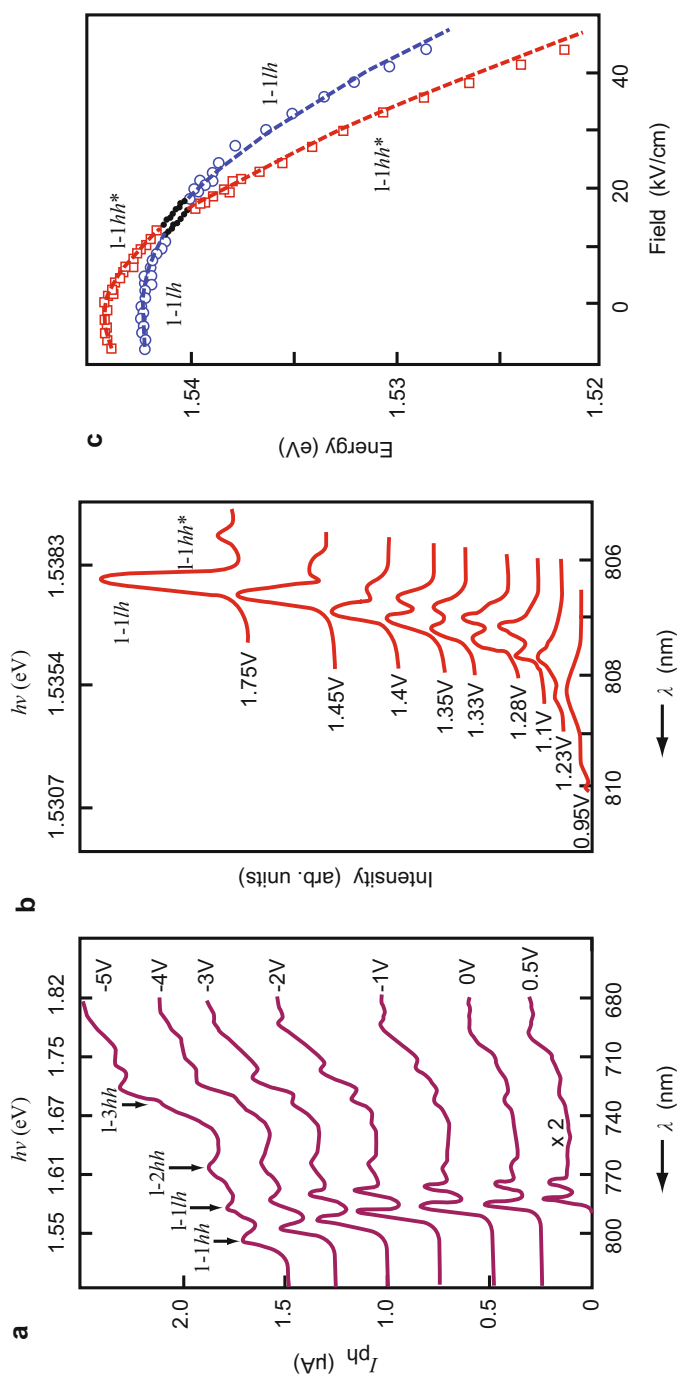 a
hν (eV)
1.55 1.61 1.67 1.75 1.82
1-1hh
1-1lh
1-2hh
1-3hh
-5V
-4V
-3V
-2V
-1V
0V
0.5V
x 2
Iph (μA)
2.0
1.5
1.0
0.5
0
800 770 740 710 680
λ (nm)
b
hν (eV)
1.5307 1.5354 1.5383
1-1lh
1-1hh*
1.75V
1.45V
1.4V
1.35V
1.33V
1.28V
1.1V
1.23V
0.95V
Intensity (arb. units)
810 808 806
λ (nm)
c
1-1hh*
1-1lh
1-1lh
1-1hh*
Energy (eV)
1.54
1.53
1.52
0 20 40
Field (kV/cm)